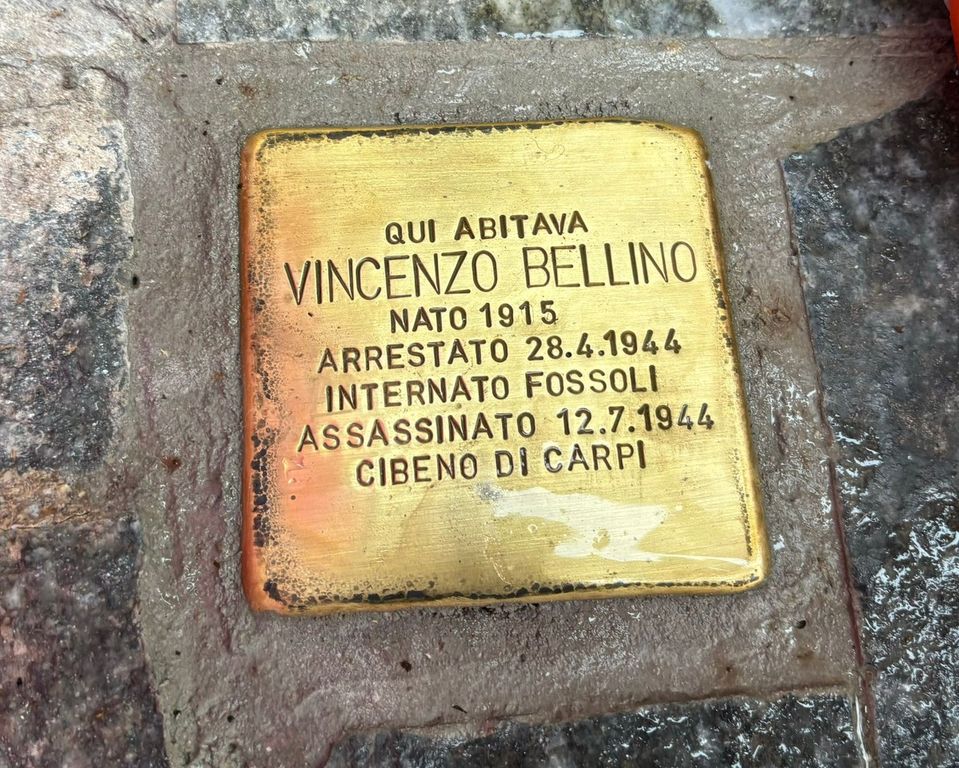 QUI ABITAVA
VINCENZO BELLINO
NATO 1915
ARRESTATO 28.4.1944
INTERNATO FOSSOLI
ASSASSINATO 12.7.1944
CIBENO DI CARPI